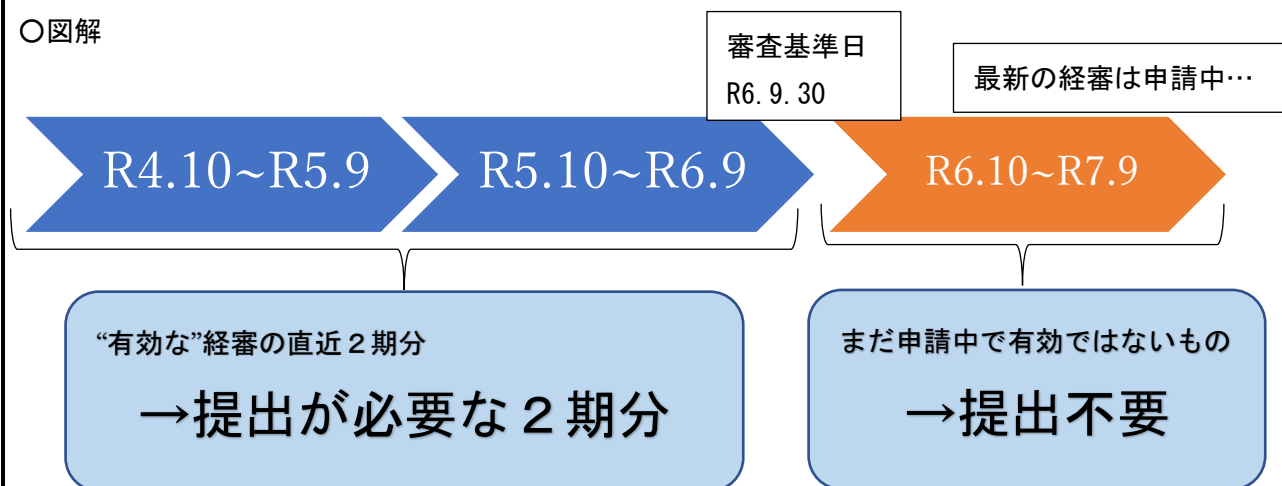 〇図解
審査基準日
R6.9.30
最新の経審は申請中…
R4.10~R5.9
R5.10~R6.9
R6.10~R7.9
“有効な”経審の直近２期分
→提出が必要な２期分
まだ申請中で有効ではないもの
→提出不要